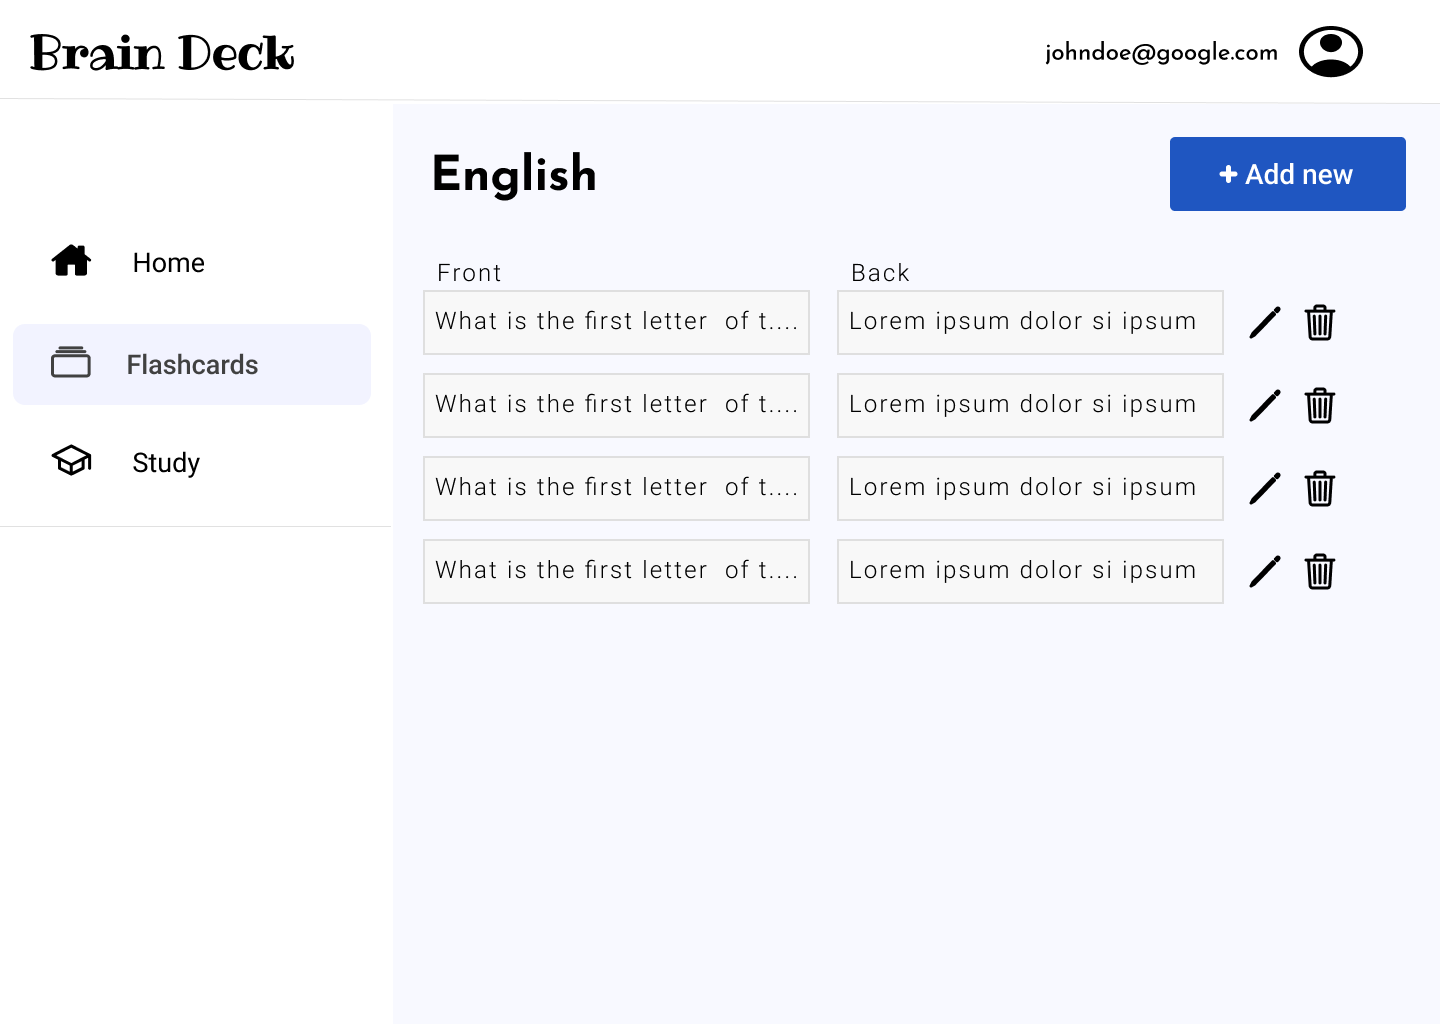 Brain Deck
johndoe@google.com
English
+ Add new
Home
Flashcards
Study
Front Back
What is the first letter  of t.... Lorem ipsum dolor si ipsum
What is the first letter  of t.... Lorem ipsum dolor si ipsum
What is the first letter  of t.... Lorem ipsum dolor si ipsum
What is the first letter  of t.... Lorem ipsum dolor si ipsum